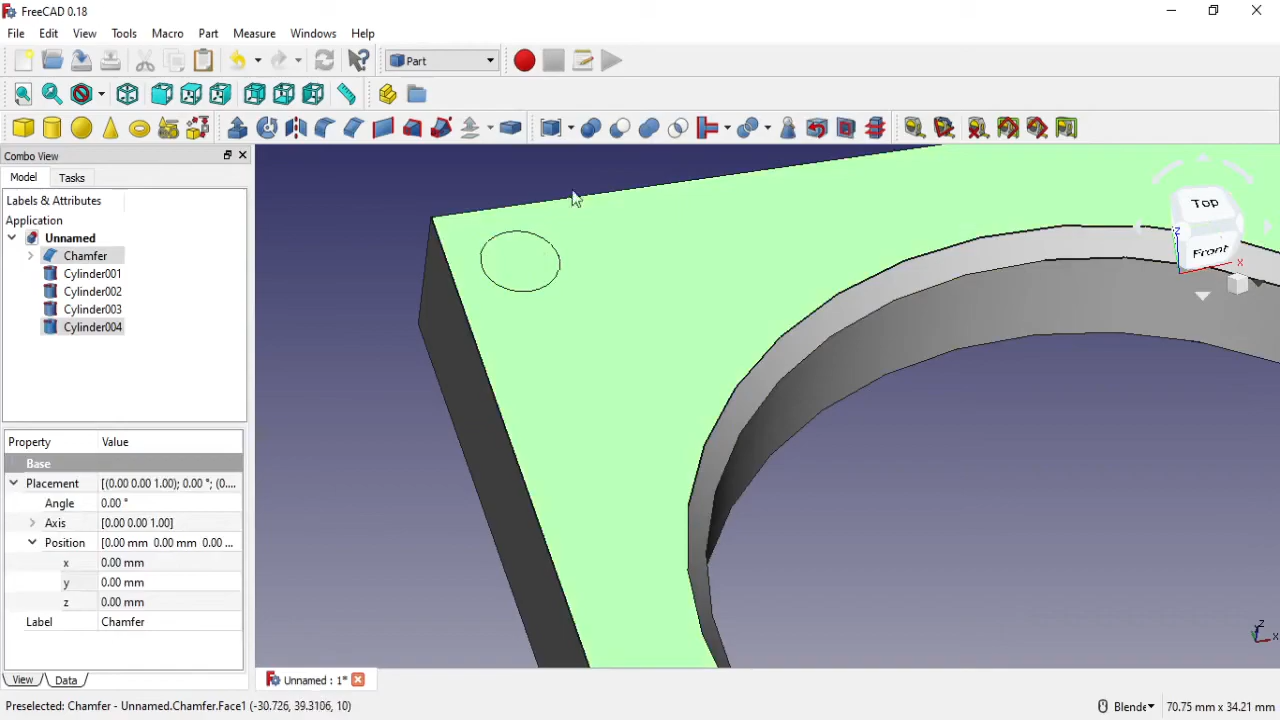 FreeCAD 0.18
File Edit View Tools Macro Part Measure Windows Help
Part
Combo View
Model Tasks
Labels & Attributes
Application
Unnamed
Chamfer
Cylinder001
Cylinder002
Cylinder003
Cylinder004
Property Value
Base
Placement [(0.00 0.00 1.00); 0.00 °; (0....
Angle 0.00 °
Axis [0.00 0.00 1.00]
Position [0.00 mm 0.00 mm 0.00 ...
x 0.00 mm
y 0.00 mm
z 0.00 mm
Label Chamfer
View Data
Top
Front
Z
X
Z
X
Unnamed : 1*
Preselected: Chamfer - Unnamed.Chamfer.Face1 (-30.726, 39.3106, 10)
Blende 70.75 mm x 34.21 mm